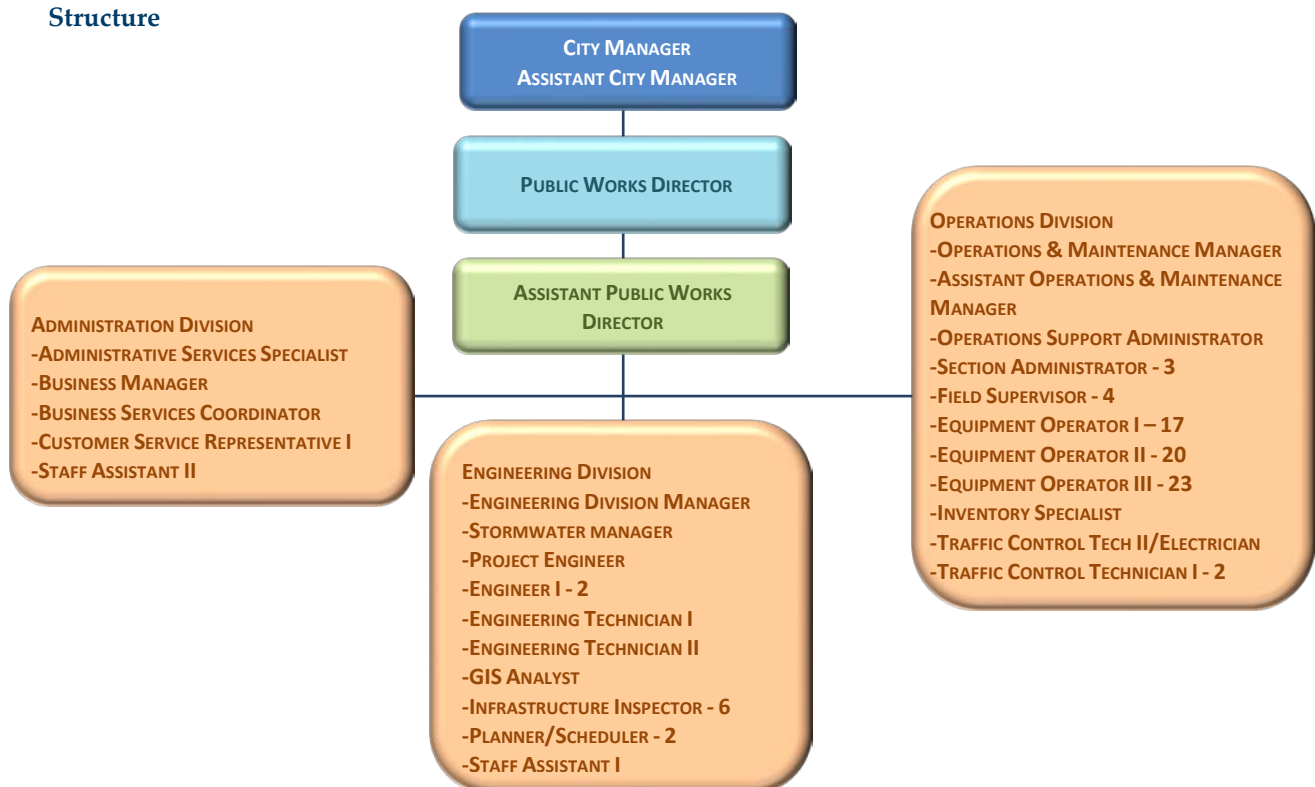 Structure
CITY MANAGER
ASSISTANT CITY MANAGER
PUBLIC WORKS DIRECTOR
ASSISTANT PUBLIC WORKS
DIRECTOR
ADMINISTRATION DIVISION
-ADMINISTRATIVE SERVICES SPECIALIST
-BUSINESS MANAGER
-BUSINESS SERVICES COORDINATOR
-CUSTOMER SERVICE REPRESENTATIVE I
-STAFF ASSISTANT II
ENGINEERING DIVISION
-ENGINEERING DIVISION MANAGER
-STORMWATER MANAGER
-PROJECT ENGINEER
-ENGINEER I - 2
-ENGINEERING TECHNICIAN I
-ENGINEERING TECHNICIAN II
-GIS ANALYST
-INFRASTRUCTURE INSPECTOR - 6
-PLANNER/SCHEDULER - 2
-STAFF ASSISTANT I
OPERATIONS DIVISION
-OPERATIONS & MAINTENANCE MANAGER
-ASSISTANT OPERATIONS & MAINTENANCE
MANAGER
-OPERATIONS SUPPORT ADMINISTRATOR
-SECTION ADMINISTRATOR - 3
-FIELD SUPERVISOR - 4
-EQUIPMENT OPERATOR I – 17
-EQUIPMENT OPERATOR II - 20
-EQUIPMENT OPERATOR III - 23
-INVENTORY SPECIALIST
-TRAFFIC CONTROL TECH II/ELECTRICIAN
-TRAFFIC CONTROL TECHNICIAN I - 2